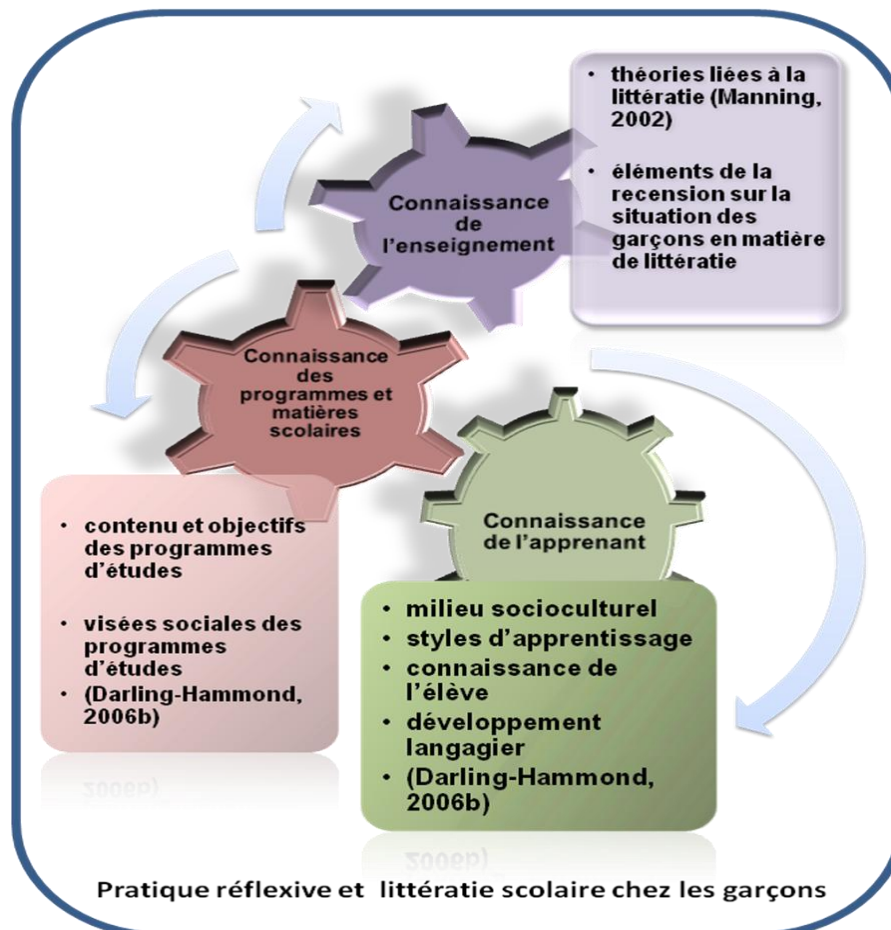 • théories liées à la
littératie (Manning,
2002)
• éléments de la
recension sur la
situation des
garçons en matière
de littératie
Connaissance
de
l'enseignement
Connaissance
des
programmes et
matières
scolaires
• contenu et objectifs
des programmes
d'études
• visées sociales des
programmes
d'études
• (Darling-Hammond,
2006b)
Connaissance
de l'apprenant
• milieu socioculturel
• styles d'apprentissage
• connaissance de
l'élève
• développement
langagier
• (Darling-Hammond,
2006b)
Pratique réflexive et littératie scolaire chez les garçons